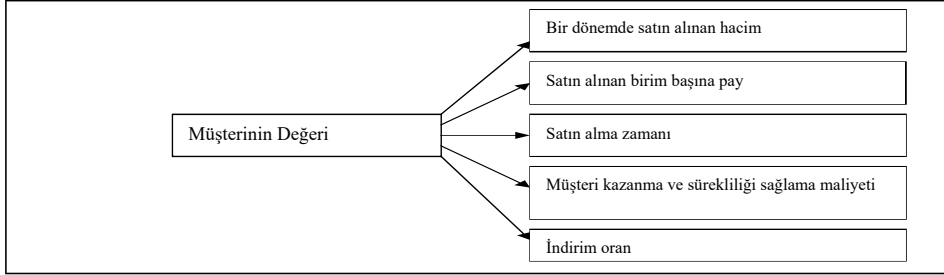 Bir dönemde satın alınan hacim
Satın alınan birim başına pay
Müşterinin Değeri
Satın alma zamanı
Müşteri kazanma ve sürekliliği sağlama maliyeti
İndirim oran